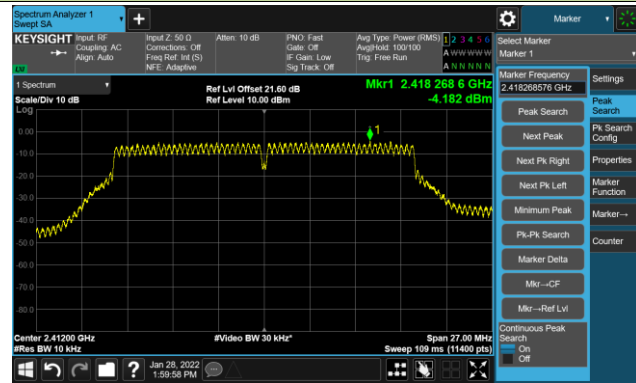 Spectrum Analyzer 1
Swept SA
Marker
KEYSIGHT
Input: RF
Coupling: AC
Align: Auto
Input Z: 50 Ω
Corrections: Off
Freq Ref: Int (S)
NFE: Adaptive
Atten: 10 dB
PNO: Fast
Gate: Off
IF Gain: Low
Sig Track: Off
Avg Type: Power (RMS)
Avg|Hold: 100/100
Trig: Free Run
1 2 3 4 5 6
A W W W W W
A N N N N N
Select Marker
Marker 1
1 Spectrum
Scale/Div 10 dB
Log
Ref Lvl Offset 21.60 dB
Ref Level 10.00 dBm
Mkr1 2.418 268 6 GHz
-4.182 dBm
1
0.00
-10.0
-20.0
-30.0
-40.0
-50.0
-60.0
-70.0
-80.0
Center 2.41200 GHz
#Res BW 10 kHz
#Video BW 30 kHz*
Span 27.00 MHz
Sweep 109 ms (11400 pts)
Marker Frequency
2.418268576 GHz
Peak Search
Next Peak
Next Pk Right
Next Pk Left
Minimum Peak
Pk-Pk Search
Marker Delta
Mkr→CF
Mkr→Ref Lvl
Continuous Peak
Search
On
Off
Settings
Peak
Search
Pk Search
Config
Properties
Marker
Function
Marker→
Counter
?
Jan 28, 2022
1:59:58 PM